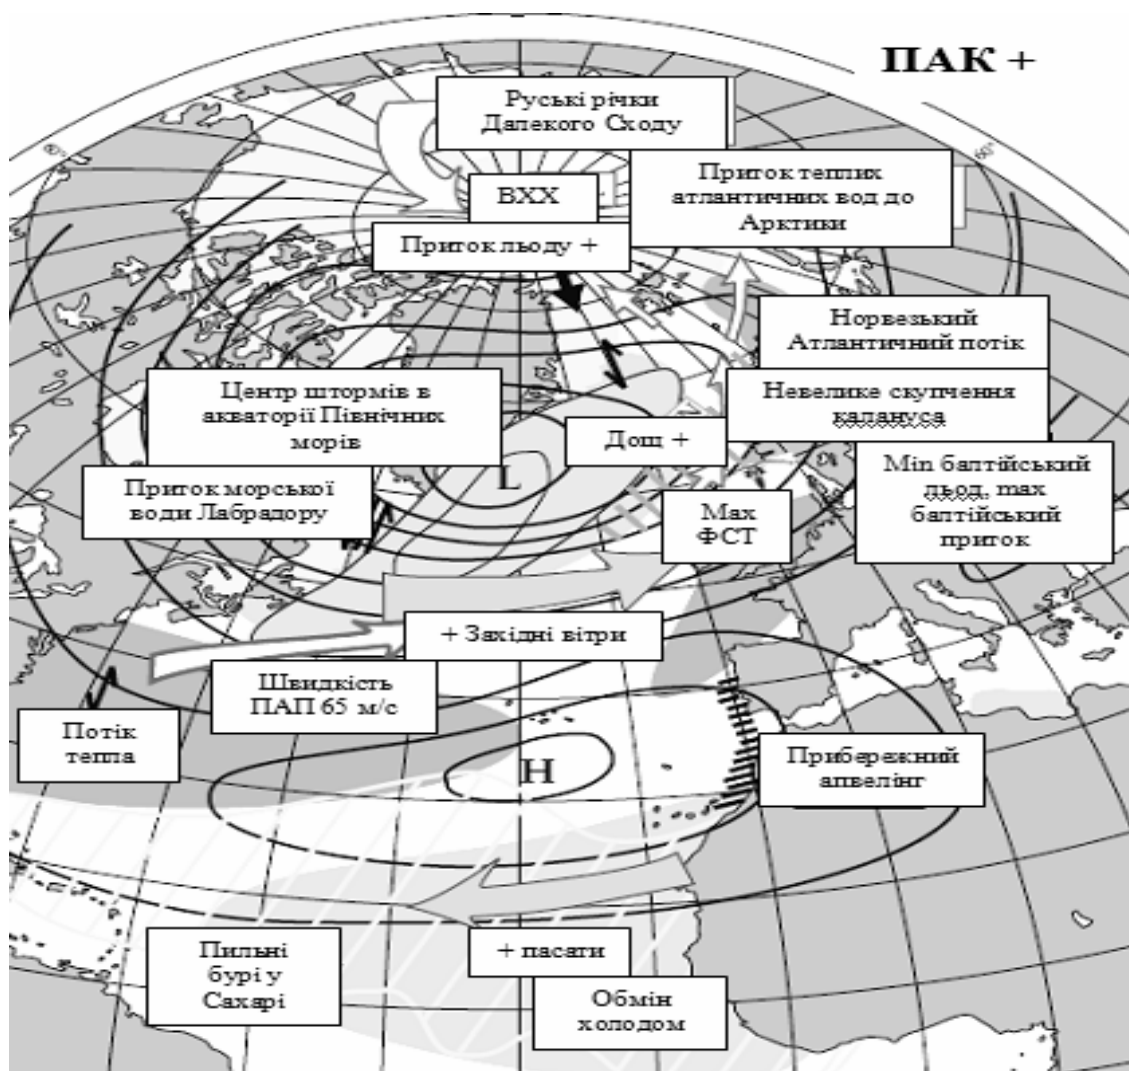 ПАК +
60°
60°
Руські річки
Далекого Сходу
Приток теплих
атлантичних вод до
Арктики
ВХХ
Приток льоду +
Норвезький
Атлантичний потік
Центр штормів в
акваторії Північних
морів
Невелике скупчення
калануса
Дощ +
L
Min балтійський
льод, max
балтійський
приток
Приток морської
води Лабрадору
Max
ФСТ
+ Західні вітри
Швидкість
ПАП 65 м/с
Потік
тепла
H
Прибережний
апвелінг
Пильні
бурі у
Сахарі
+ пасати
Обмін
холодом